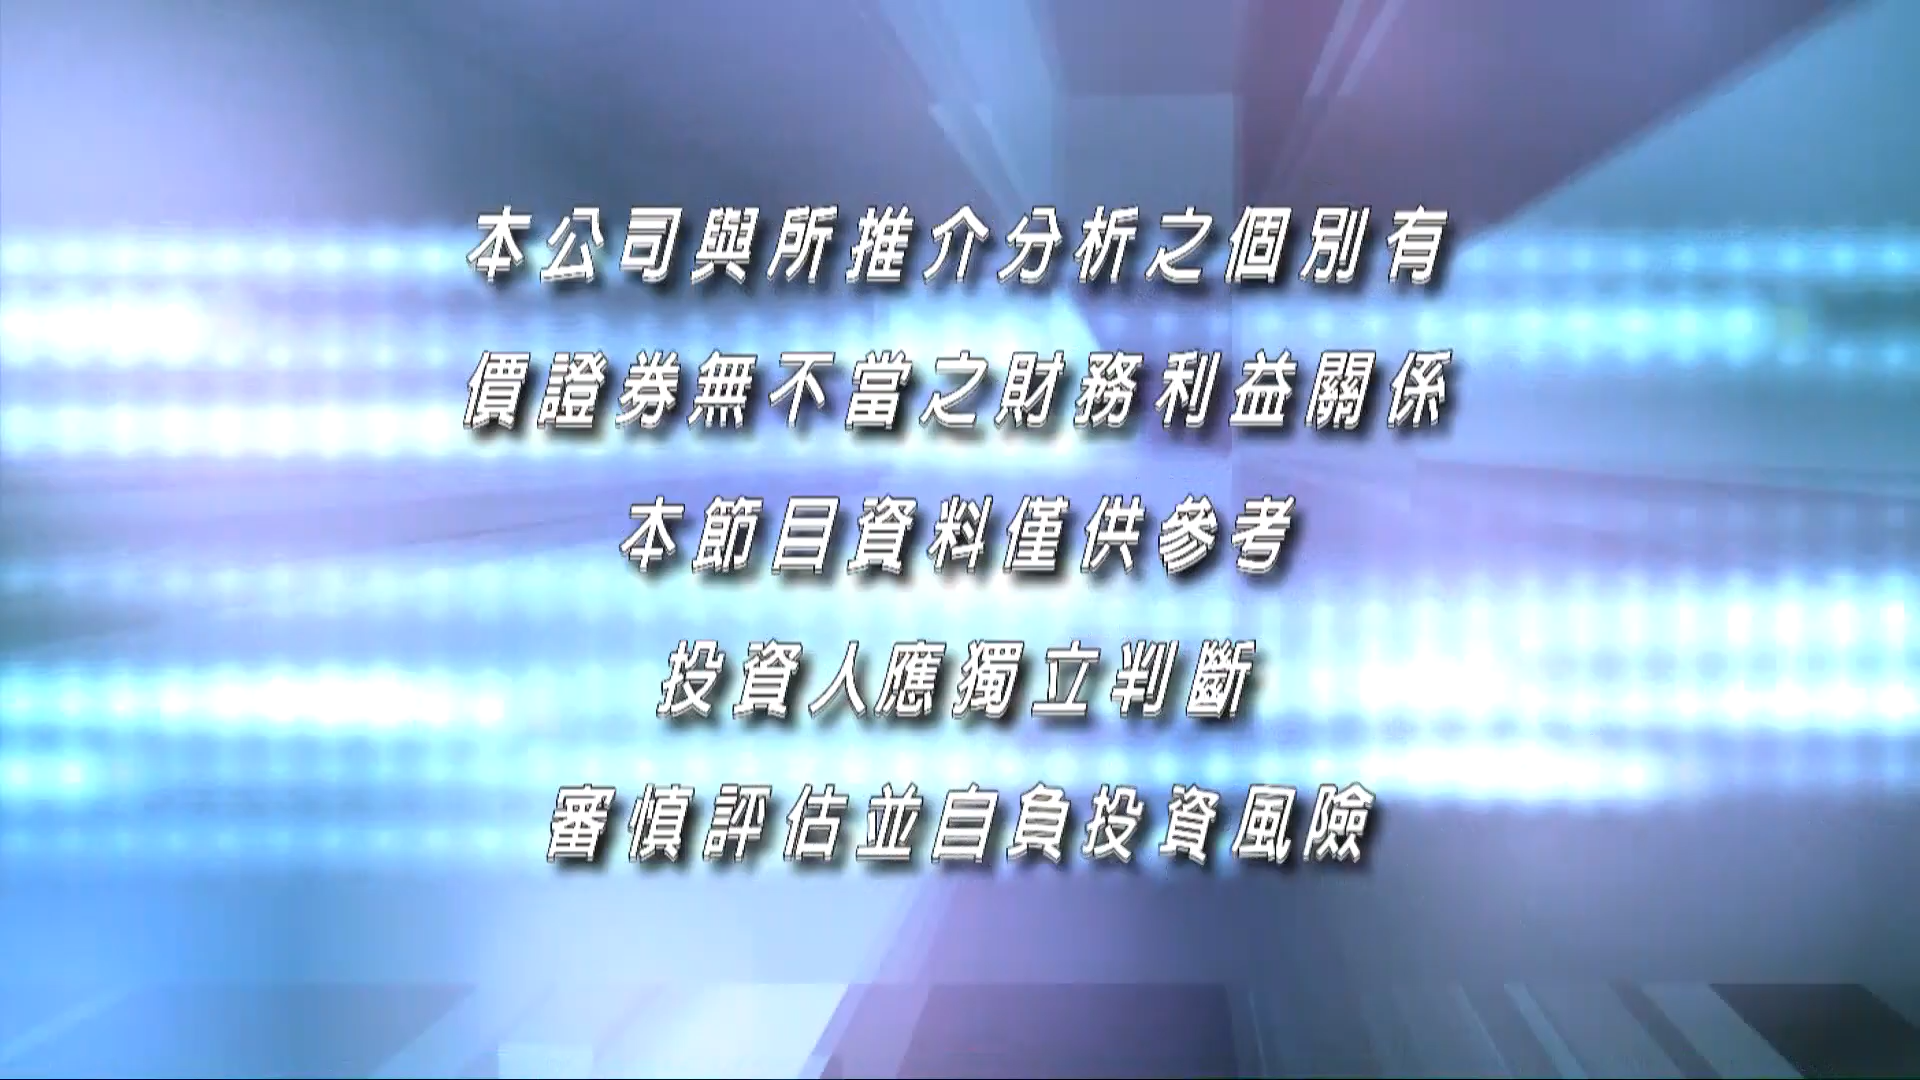 本公司與所推介分析之個別有
價證券無不當之財務利益關係
本節目資料僅供參考
投資人應獨立判斷
審慎評估並自負投資風險